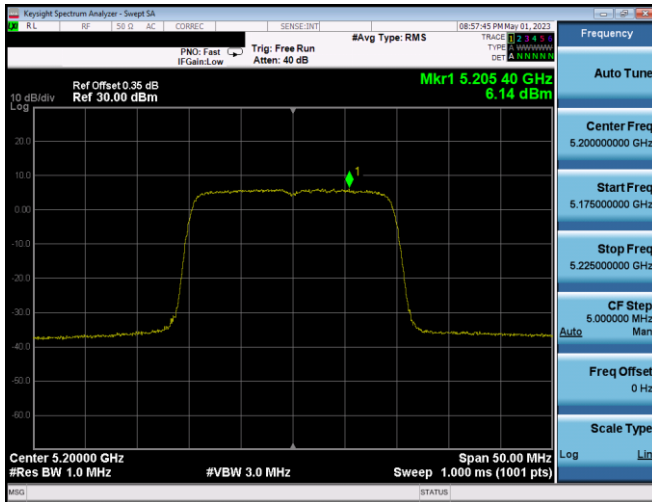 Keysight Spectrum Analyzer - Swept SA
RL RF 50 Ω AC CORREC SENSE:INT 08:57:45 PM May 01, 2023
#Avg Type: RMS
TRACE 1 2 3 4 5 6
PNO: Fast Trig: Free Run TYPE A WWWWW
IFGain:Low Atten: 40 dB DET A N N N N N
Mkr1 5.205 40 GHz
6.14 dBm
Ref Offset 0.35 dB
10 dB/div Ref 30.00 dBm
Log
20.0
10.0
0.00
-10.0
-20.0
-30.0
-40.0
-50.0
-60.0
1
Center 5.20000 GHz Span 50.00 MHz
#Res BW 1.0 MHz #VBW 3.0 MHz Sweep 1.000 ms (1001 pts)
MSG STATUS
Frequency
Auto Tune
Center Freq
5.200000000 GHz
Start Freq
5.175000000 GHz
Stop Freq
5.225000000 GHz
CF Step
5.000000 MHz
Auto Man
Freq Offset
0 Hz
Scale Type
Log Lin